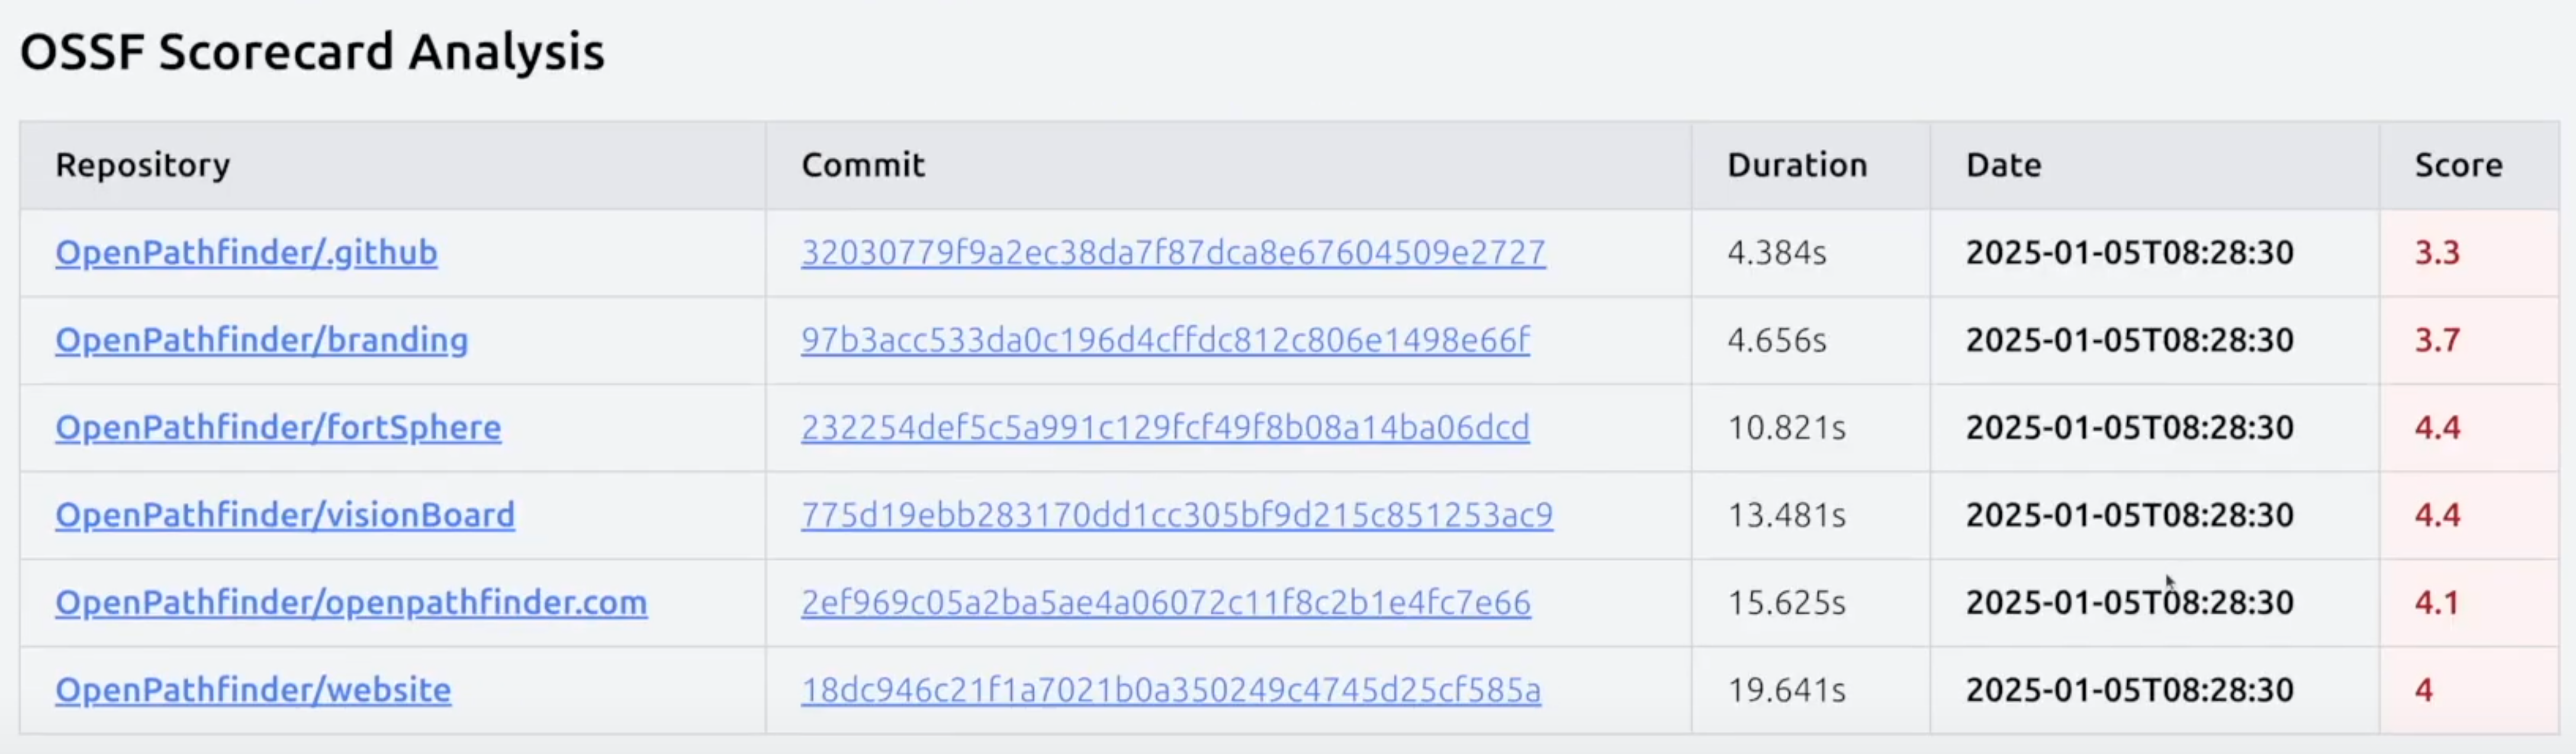 OSSF Scorecard Analysis
Repository Commit Duration Date Score
OpenPathfinder/.github 32030779f9a2ec38da7f87dca8e67604509e2727 4.384s 2025-01-05T08:28:30 3.3
OpenPathfinder/branding 97b3acc533da0c196d4cffdc812c806e1498e66f 4.656s 2025-01-05T08:28:30 3.7
OpenPathfinder/fortSphere 232254def5c5a991c129fcf49f8b08a14ba06dcd 10.821s 2025-01-05T08:28:30 4.4
OpenPathfinder/visionBoard 775d19ebb283170dd1cc305bf9d215c851253ac9 13.481s 2025-01-05T08:28:30 4.4
OpenPathfinder/openpathfinder.com 2ef969c05a2ba5ae4a06072c11f8c2b1e4fc7e66 15.625s 2025-01-05T08:28:30 4.1
OpenPathfinder/website 18dc946c21f1a7021b0a350249c4745d25cf585a 19.641s 2025-01-05T08:28:30 4